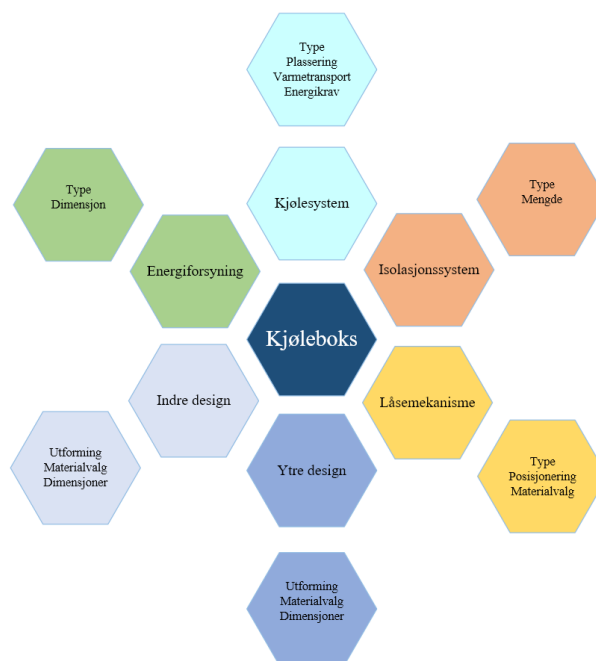 Type
Plassering
Varmetransport
Energikrav
Type
Dimensjon
Kjølesystem
Type
Mengde
Energiforsyning
Isolasjonssystem
Kjøleboks
Indre design
Låsemekanisme
Utforming
Materialvalg
Dimensjoner
Ytre design
Type
Posisjonering
Materialvalg
Utforming
Materialvalg
Dimensjoner